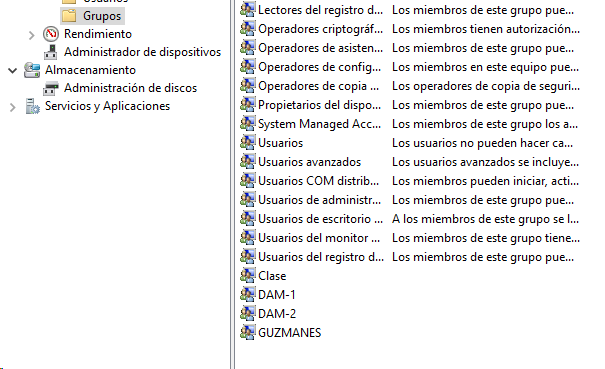 Usuarios
Grupos
Rendimiento
Administrador de dispositivos
Almacenamiento
Administración de discos
Servicios y Aplicaciones
Lectores del registro d... Los miembros de este grupo pue...
Operadores criptográf... Los miembros tienen autorización...
Operadores de asisten... Los miembros de este grupo pue...
Operadores de config... Los miembros en este equipo pue...
Operadores de copia ... Los operadores de copia de seguri...
Propietarios del dispo... Los miembros de este grupo pue...
System Managed Acc... Los miembros de este grupo los a...
Usuarios Los usuarios no pueden hacer ca...
Usuarios avanzados Los usuarios avanzados se incluye...
Usuarios COM distrib... Los miembros pueden iniciar, acti...
Usuarios de administr... Los miembros de este grupo pue...
Usuarios de escritorio ... A los miembros de este grupo se l...
Usuarios del monitor ... Los miembros de este grupo tiene...
Usuarios del registro d... Los miembros de este grupo pue...
Clase
DAM-1
DAM-2
GUZMANES